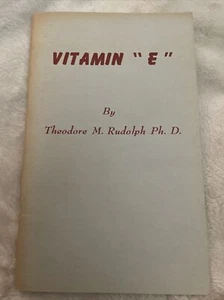 VITAMIN "E"
By
Theodore M. Rudolph Ph. D.